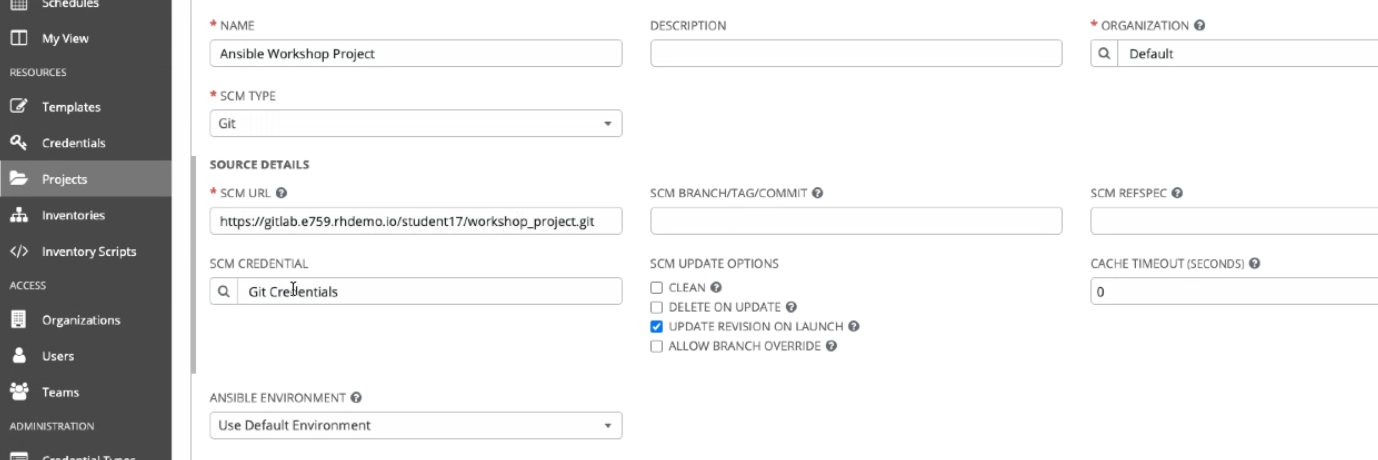 Schedules
My View
RESOURCES
Templates
Credentials
Projects
Inventories
Inventory Scripts
ACCESS
Organizations
Users
Teams
ADMINISTRATION
Credential Types
* NAME
Ansible Workshop Project
DESCRIPTION
* ORGANIZATION
Default
* SCM TYPE
Git
SOURCE DETAILS
* SCM URL
https://gitlab.e759.rhdemo.io/student17/workshop_project.git
SCM BRANCH/TAG/COMMIT
SCM REFSPEC
SCM CREDENTIAL
Git Credentials
SCM UPDATE OPTIONS
CLEAN
DELETE ON UPDATE
UPDATE REVISION ON LAUNCH
ALLOW BRANCH OVERRIDE
CACHE TIMEOUT (SECONDS)
0
ANSIBLE ENVIRONMENT
Use Default Environment